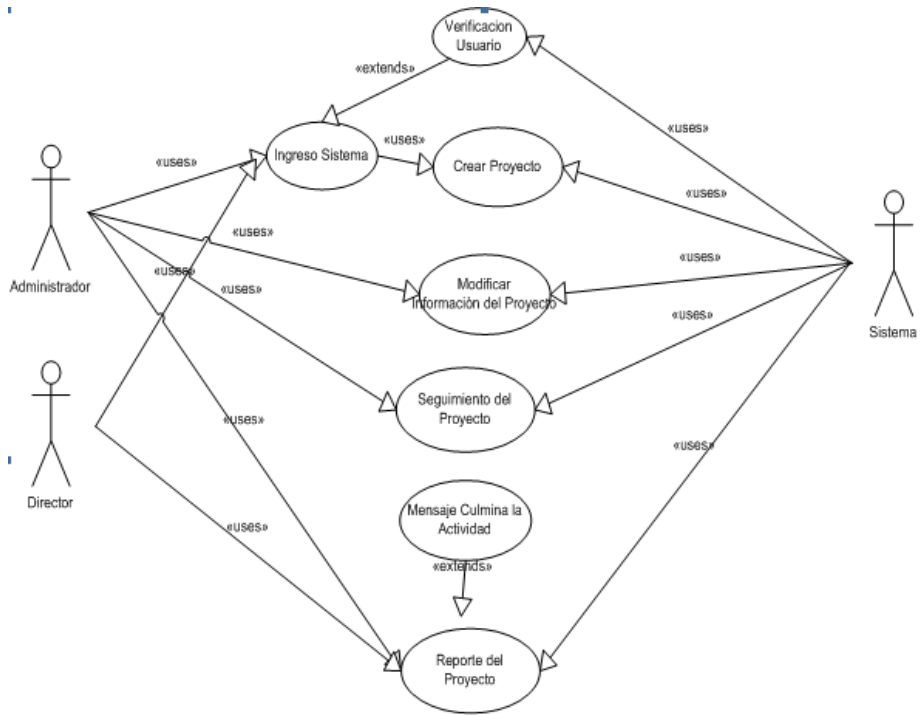 Verificacion
Usuario
«extends»
«uses»
«uses»
«uses»
Ingreso Sistema
Crear Proyecto
«uses»
«uses»
«uses»
Administrador
«uses»
«uses»
Modificar
Información del Proyecto
«uses»
Sistema
Seguimiento del
Proyecto
«uses»
«uses»
Director
Mensaje Culmina la
Actividad
«uses»
«extends»
Reporte del
Proyecto